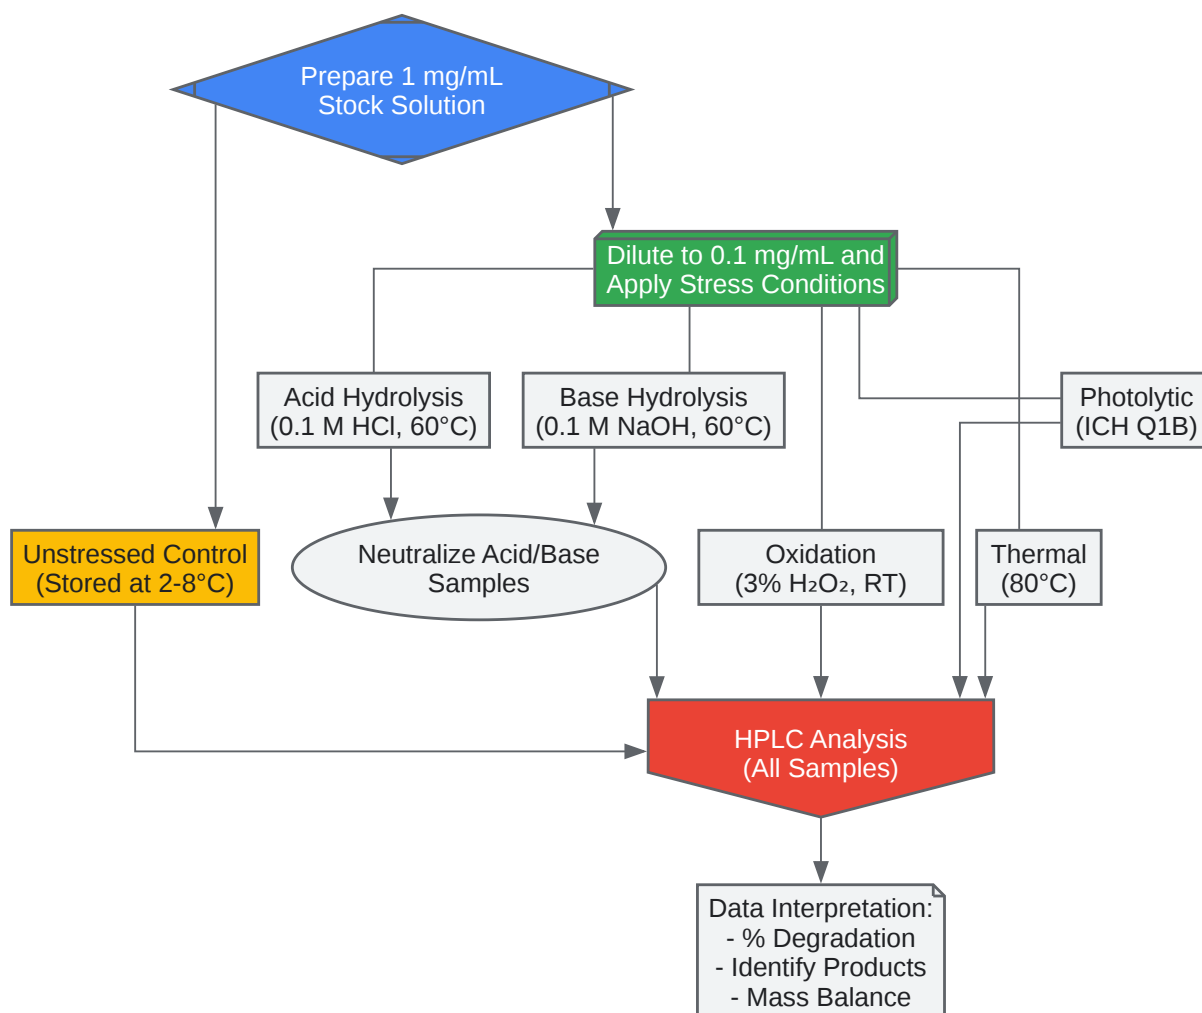 Prepare 1 mg/mL
Stock Solution
Dilute to 0.1 mg/mL and
Apply Stress Conditions
Acid Hydrolysis
(0.1 M HCl, 60°C)
Base Hydrolysis
(0.1 M NaOH, 60°C)
Photolytic
(ICH Q1B)
Unstressed Control
(Stored at 2-8°C)
Neutralize Acid/Base
Samples
Oxidation
(3% H₂O₂, RT)
Thermal
(80°C)
HPLC Analysis
(All Samples)
Data Interpretation:
- % Degradation
- Identify Products
- Mass Balance